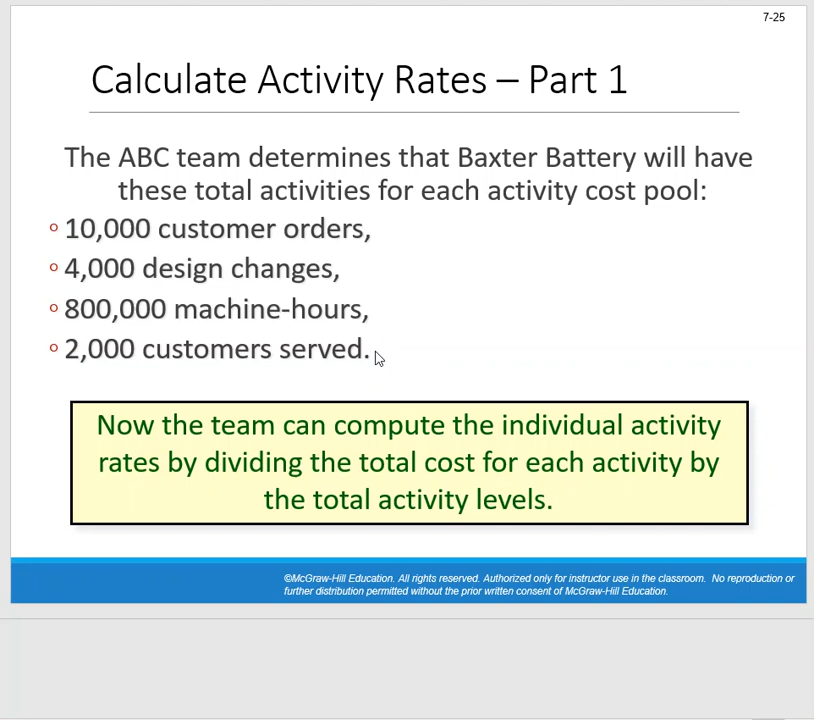 7-25
Calculate Activity Rates – Part 1
The ABC team determines that Baxter Battery will have
these total activities for each activity cost pool:
◦ 10,000 customer orders,
◦ 4,000 design changes,
◦ 800,000 machine-hours,
◦ 2,000 customers served.
Now the team can compute the individual activity
rates by dividing the total cost for each activity by
the total activity levels.
©McGraw-Hill Education. All rights reserved. Authorized only for instructor use in the classroom. No reproduction or
further distribution permitted without the prior written consent of McGraw-Hill Education.